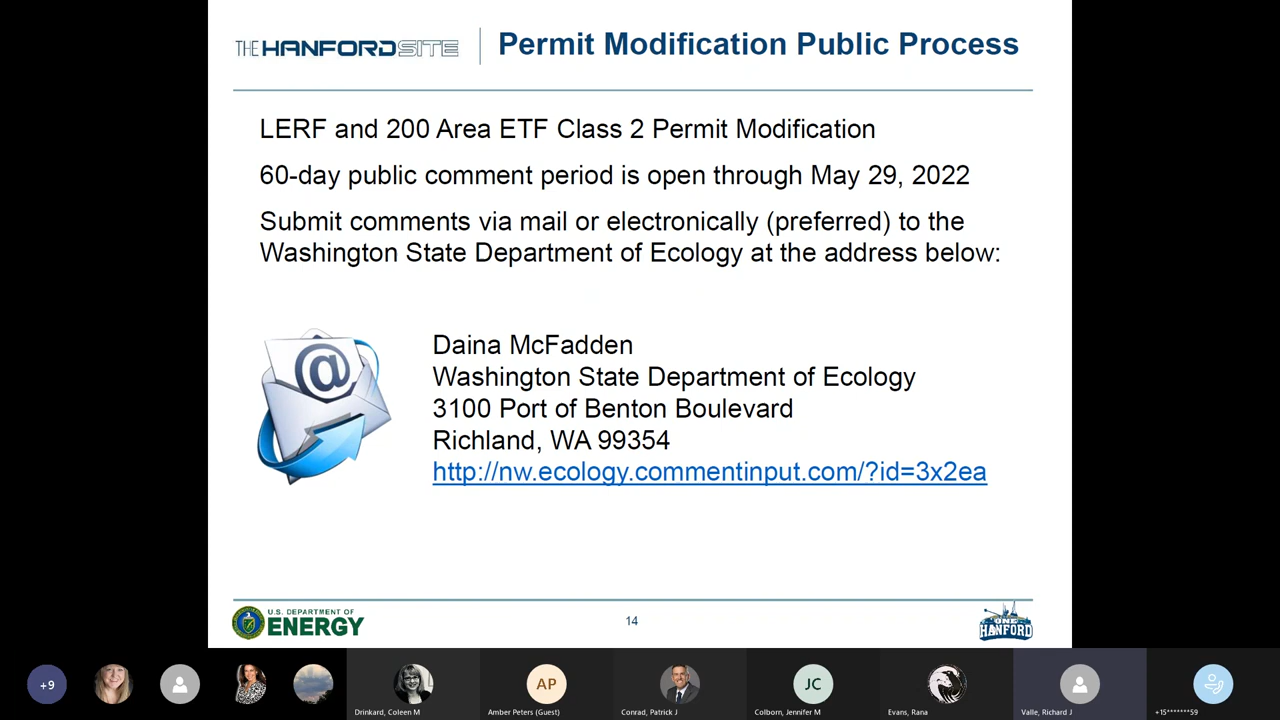 THE HANFORD SITE
Permit Modification Public Process
LERF and 200 Area ETF Class 2 Permit Modification
60-day public comment period is open through May 29, 2022
Submit comments via mail or electronically (preferred) to the
Washington State Department of Ecology at the address below:
@
Daina McFadden
Washington State Department of Ecology
3100 Port of Benton Boulevard
Richland, WA 99354
http://nw.ecology.commentinput.com/?id=3x2ea
U.S. DEPARTMENT OF
ENERGY
14
ONE
HANFORD
+9
AP
JC
Drinkard, Coleen M
Amber Peters (Guest)
Conrad, Patrick J
Colborn, Jennifer M
Evans, Rana
Valle, Richard J
+15*******59